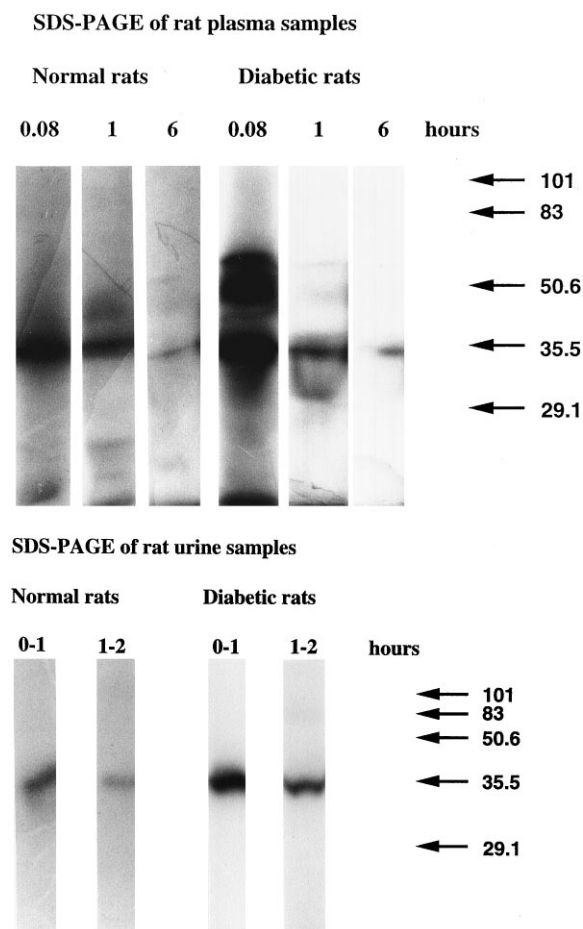 SDS-PAGE of rat plasma samples
Normal rats Diabetic rats
0.08 1 6 0.08 1 6 hours
101
83
50.6
35.5
29.1
SDS-PAGE of rat urine samples
Normal rats Diabetic rats
0-1 1-2 0-1 1-2 hours
101
83
50.6
35.5
29.1